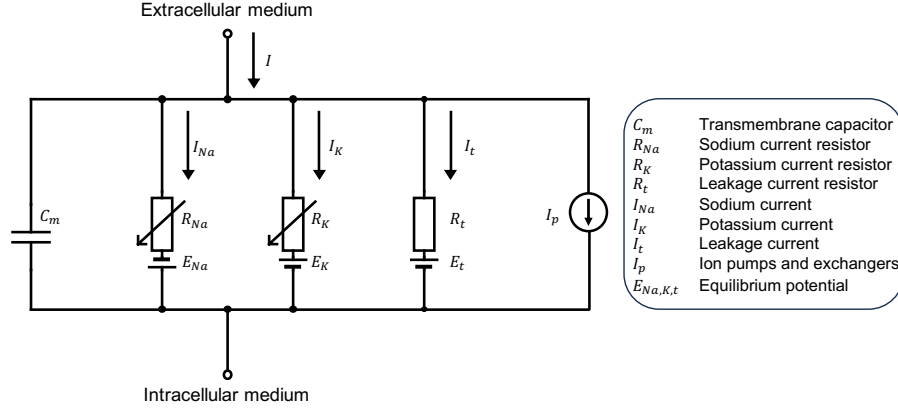 Extracellular medium
I
I_Na
I_K
I_t
C_m
R_Na
R_K
R_t
I_p
E_Na
E_K
E_t
Intracellular medium
C_m Transmembrane capacitor
R_Na Sodium current resistor
R_K Potassium current resistor
R_t Leakage current resistor
I_Na Sodium current
I_K Potassium current
I_t Leakage current
I_p Ion pumps and exchangers
E_Na,K,t Equilibrium potential